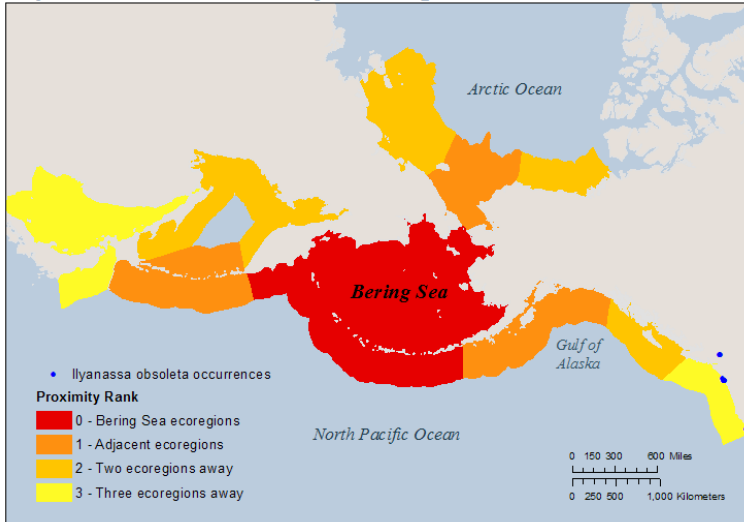 Arctic Ocean
Bering Sea
Gulf of
Alaska
North Pacific Ocean
Ilyanassa obsoleta occurrences
Proximity Rank
0 - Bering Sea ecoregions
1 - Adjacent ecoregions
2 - Two ecoregions away
3 - Three ecoregions away
0 150 300 600 Miles
0 250 500 1,000 Kilometers